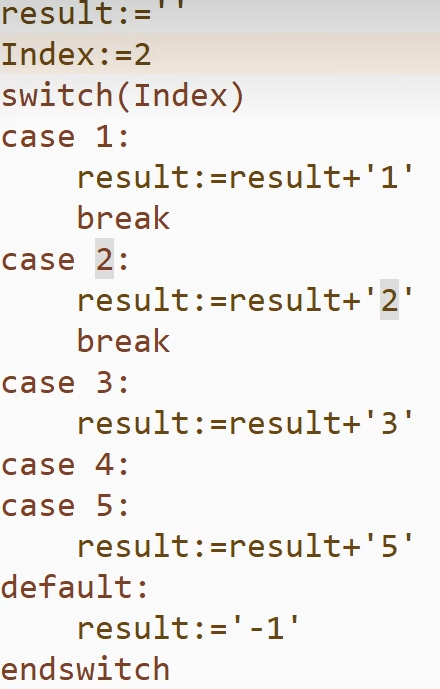 result:=''
Index:=2
switch(Index)
case 1:
    result:=result+'1'
    break
case 2:
    result:=result+'2'
    break
case 3:
    result:=result+'3'
case 4:
case 5:
    result:=result+'5'
default:
    result:='-1'
endswitch